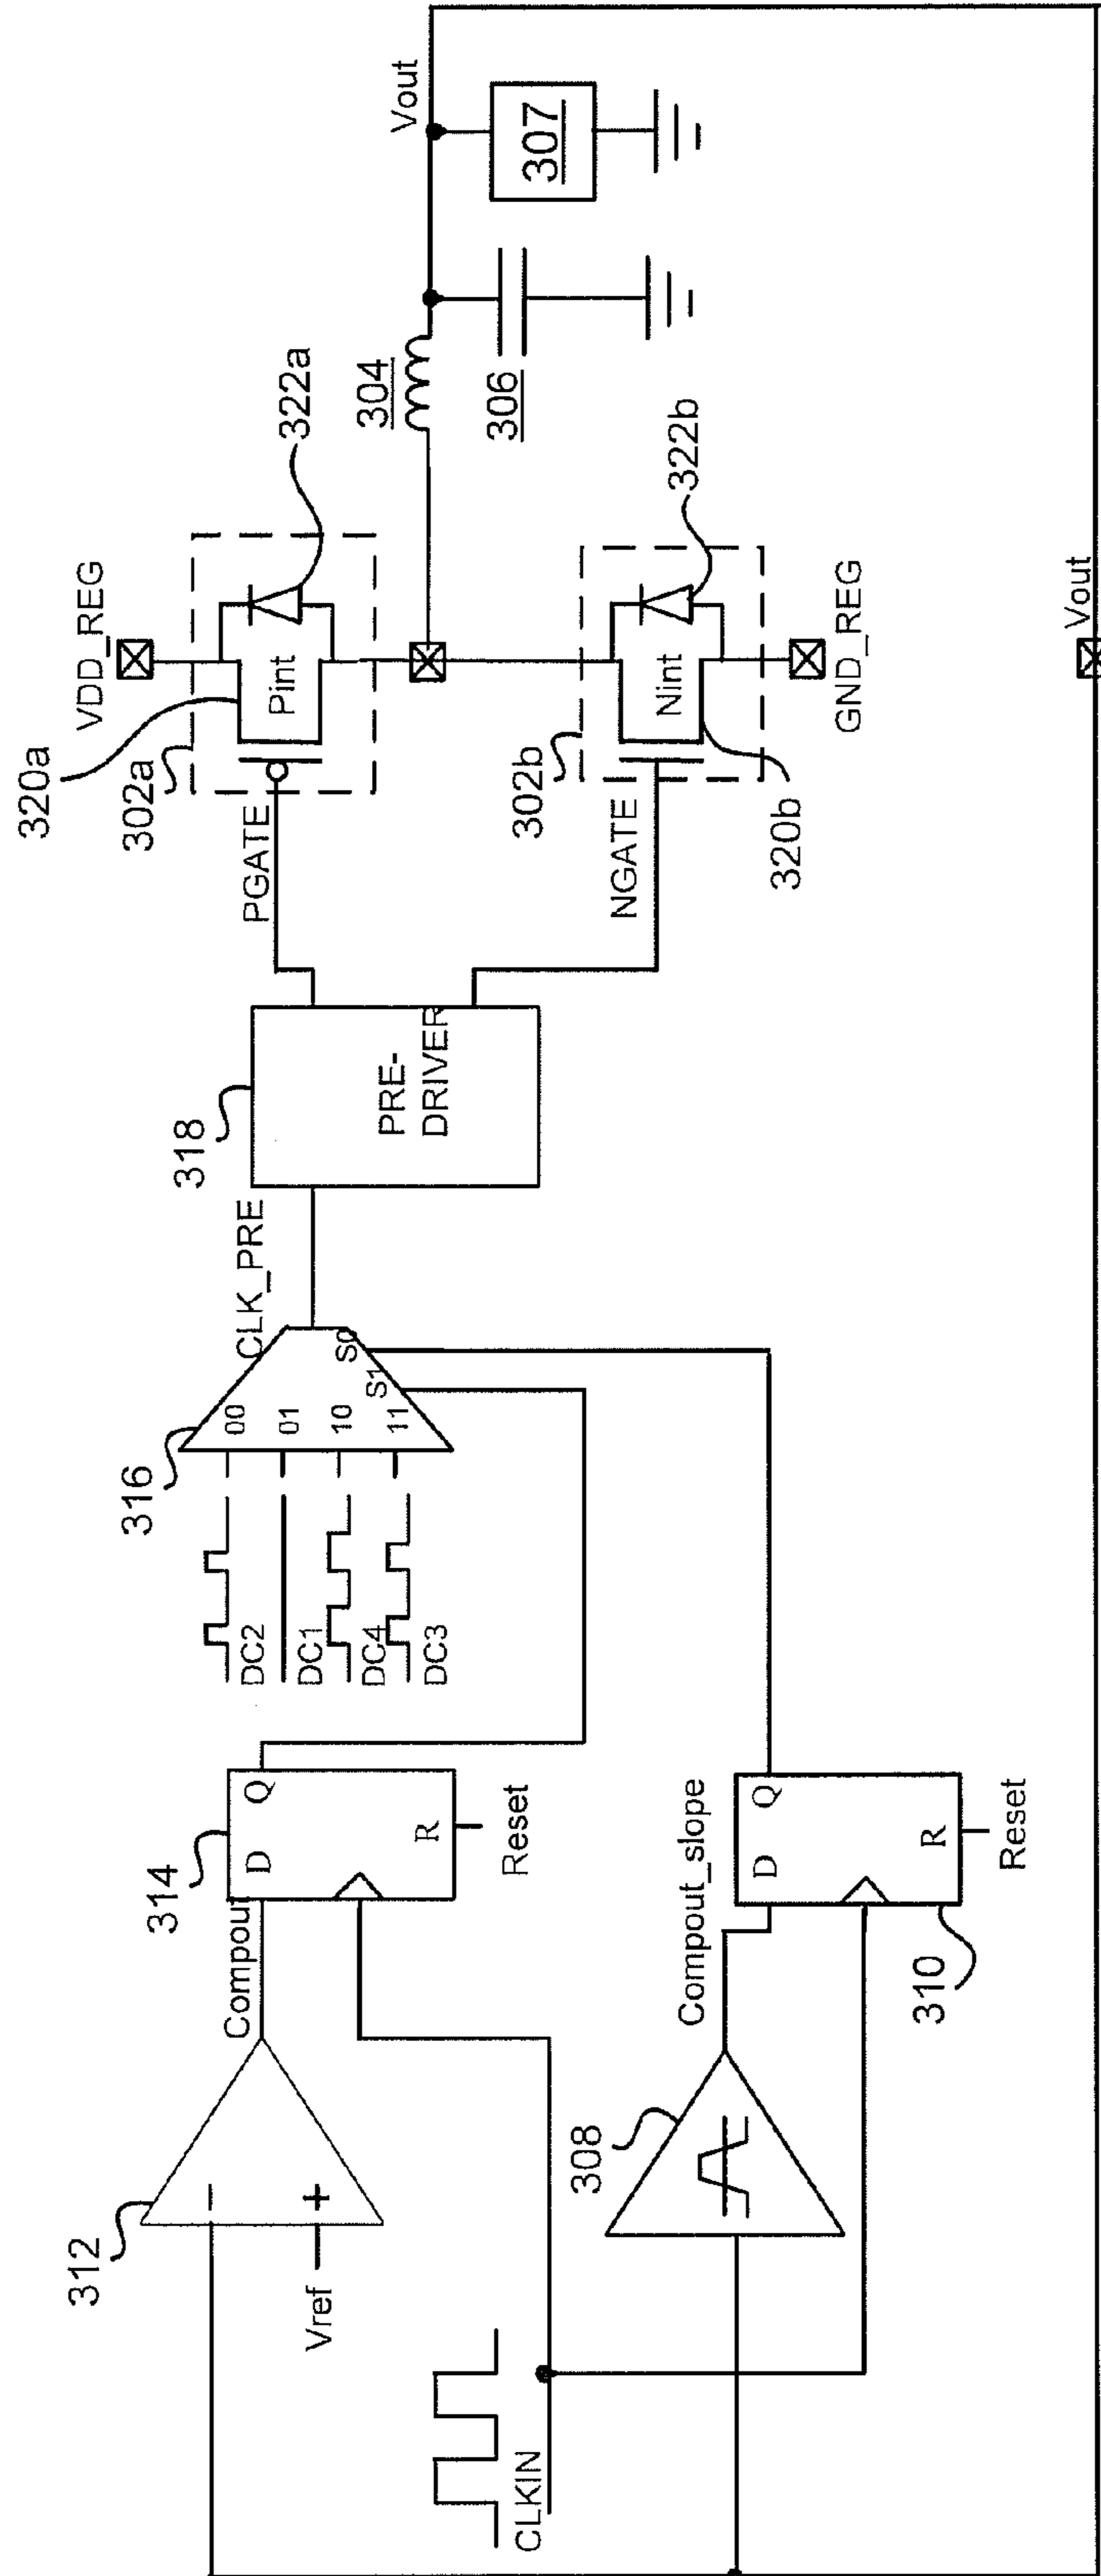 312
Vref
-
+
Compout
314
D
Q
R
Reset
CLKIN
308
Compout_slope
310
D
Q
R
Reset
316
DC2
DC1
DC4
DC3
00
01
10
11
S1
S0
CLK_PRE
318
PRE-
DRIVER
PGATE
NGATE
320a
302a
VDD_REG
Pint
322a
302b
320b
Nint
GND_REG
322b
304
306
Vout
307
Vout